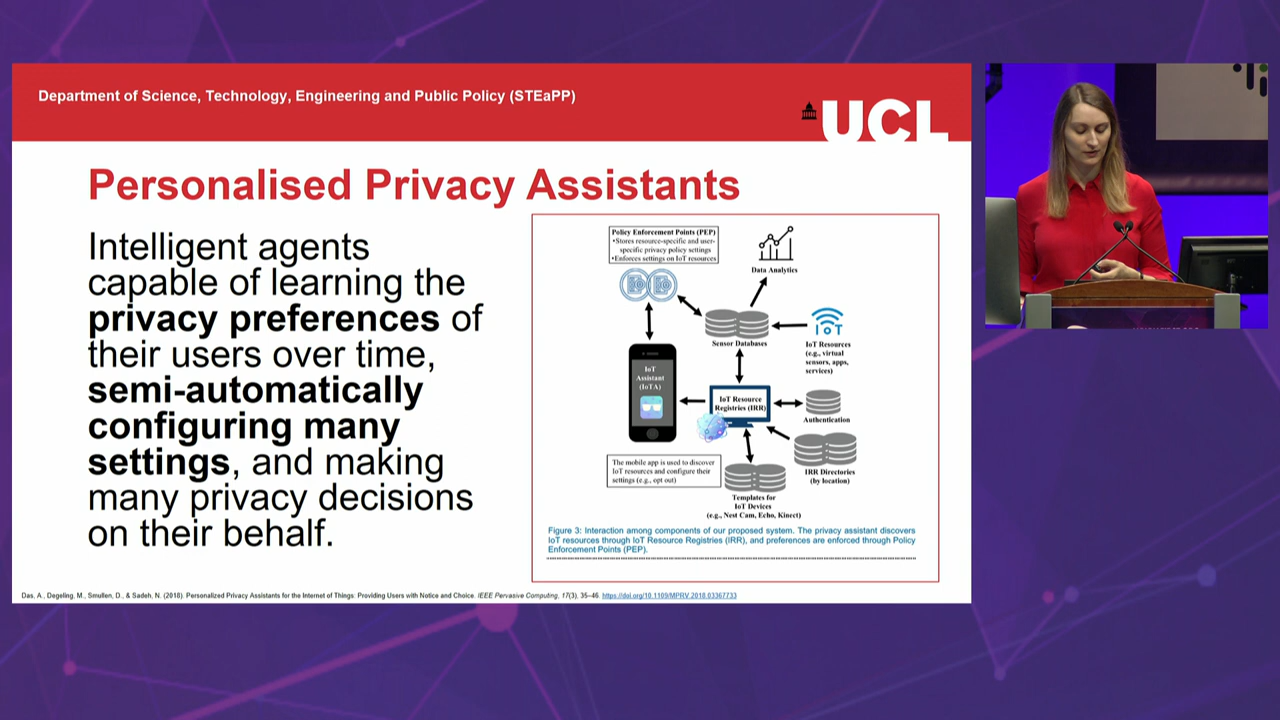 Department of Science, Technology, Engineering and Public Policy (STEaPP)
UCL
Personalised Privacy Assistants
Intelligent agents
capable of learning the
privacy preferences of
their users over time,
semi-automatically
configuring many
settings, and making
many privacy decisions
on their behalf.
Policy Enforcement Points (PEP)
•Stores resource-specific and user-
specific privacy policy settings
•Enforces settings on IoT resources
Data Analytics
Sensor Databases
IoT
IoT Resources
(e.g., virtual
sensors, apps,
services)
IoT
Assistant
(IoTA)
IoT Resource
Registries (IRR)
Authentication
IRR Directories
(by location)
The mobile app is used to discover
IoT resources and configure their
settings (e.g., opt out)
Templates for
IoT Devices
(e.g., Nest Cam, Echo, Kinect)
Figure 3: Interaction among components of our proposed system. The privacy assistant discovers
IoT resources through IoT Resource Registries (IRR), and preferences are enforced through Policy
Enforcement Points (PEP).
Das, A., Degeling, M., Smullen, D., & Sadeh, N. (2018). Personalized Privacy Assistants for the Internet of Things: Providing Users with Notice and Choice. IEEE Pervasive Computing, 17(3), 35–46. https://doi.org/10.1109/MPRV.2018.03367733